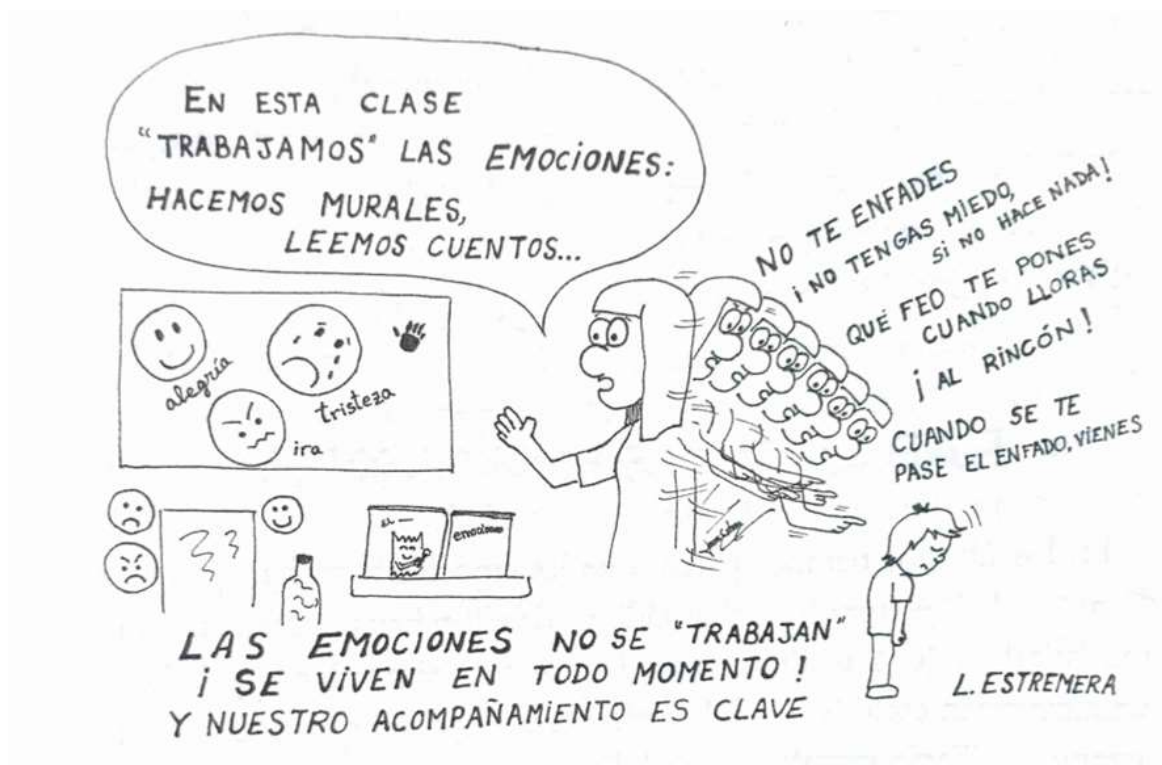 EN ESTA CLASE
"TRABAJAMOS" LAS EMOCIONES:
HACEMOS MURALES,
LEEMOS CUENTOS...
NO TE ENFADES
¡NO TENGAS MIEDO,
SI NO HACE NADA!
QUÉ FEO TE PONES
CUANDO LLORAS
¡AL RINCÓN!
CUANDO SE TE
PASE EL ENFADO, VIENES
alegría
tristeza
ira
EL
emociones
LAS EMOCIONES NO SE "TRABAJAN"
¡SE VIVEN EN TODO MOMENTO!
Y NUESTRO ACOMPAÑAMIENTO ES CLAVE
L. ESTREMERA